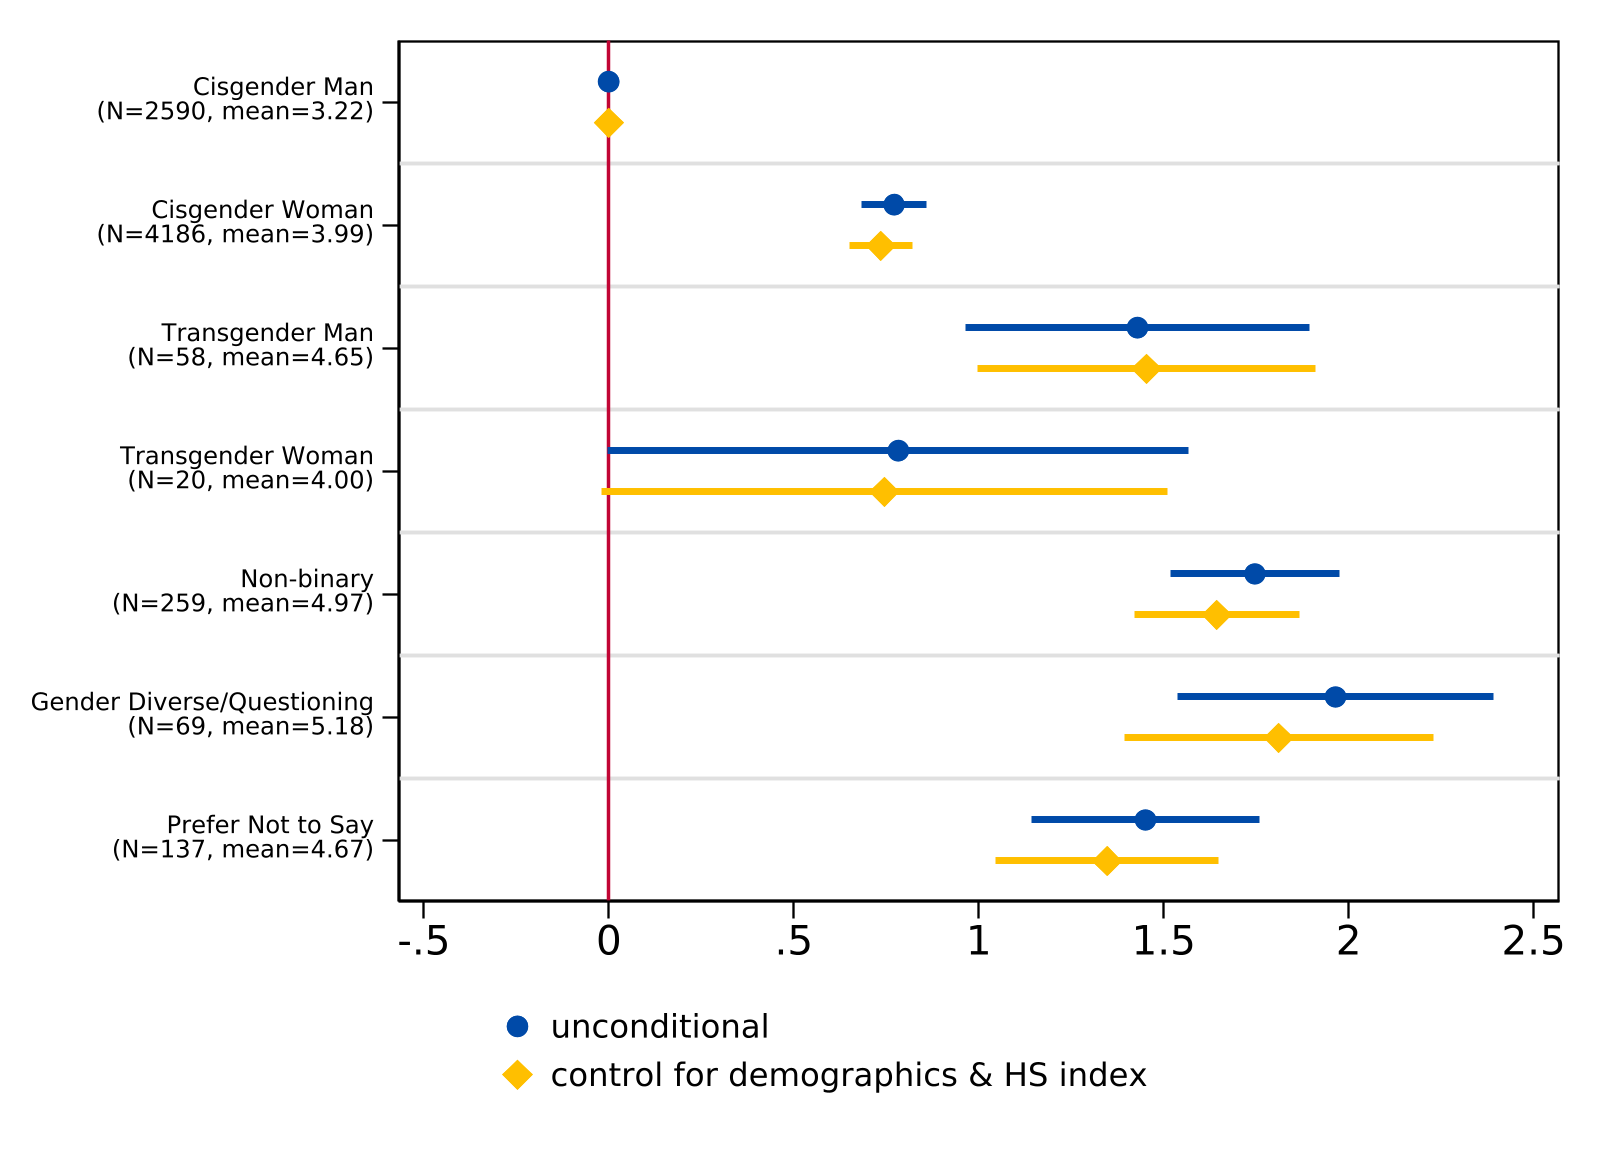 Cisgender Man
(N=2590, mean=3.22)
Cisgender Woman
(N=4186, mean=3.99)
Transgender Man
(N=58, mean=4.65)
Transgender Woman
(N=20, mean=4.00)
Non-binary
(N=259, mean=4.97)
Gender Diverse/Questioning
(N=69, mean=5.18)
Prefer Not to Say
(N=137, mean=4.67)
-.5 0 .5 1 1.5 2 2.5
unconditional
control for demographics & HS index